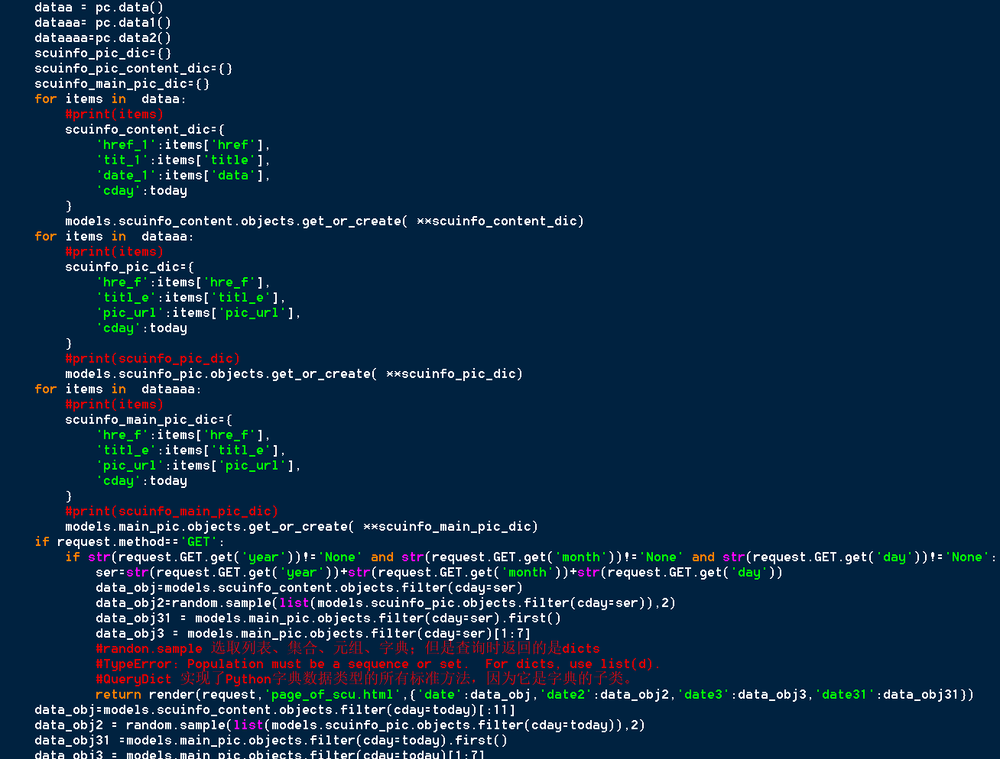 dataa = pc.data()
dataaa= pc.data1()
dataaaa=pc.data2()
scuinfo_pic_dic={}
scuinfo_pic_content_dic={}
scuinfo_main_pic_dic={}
for items in  dataa:
    #print(items)
    scuinfo_content_dic={
        'href_1':items['href'],
        'tit_1':items['title'],
        'date_1':items['data'],
        'cday':today
    }
    models.scuinfo_content.objects.get_or_create( **scuinfo_content_dic)
for items in  dataaa:
    #print(items)
    scuinfo_pic_dic={
        'hre_f':items['hre_f'],
        'titl_e':items['titl_e'],
        'pic_url':items['pic_url'],
        'cday':today
    }
    #print(scuinfo_pic_dic)
    models.scuinfo_pic.objects.get_or_create( **scuinfo_pic_dic)
for items in  dataaaa:
    #print(items)
    scuinfo_main_pic_dic={
        'hre_f':items['hre_f'],
        'titl_e':items['titl_e'],
        'pic_url':items['pic_url'],
        'cday':today
    }
    #print(scuinfo_main_pic_dic)
    models.main_pic.objects.get_or_create( **scuinfo_main_pic_dic)
if request.method=='GET':
    if str(request.GET.get('year'))!='None' and str(request.GET.get('month'))!='None' and str(request.GET.get('day'))!='None':
        ser=str(request.GET.get('year'))+str(request.GET.get('month'))+str(request.GET.get('day'))
        data_obj=models.scuinfo_content.objects.filter(cday=ser)
        data_obj2=random.sample(list(models.scuinfo_pic.objects.filter(cday=ser)),2)
        data_obj31 = models.main_pic.objects.filter(cday=ser).first()
        data_obj3 = models.main_pic.objects.filter(cday=ser)[1:7]
        #randon.sample 选取列表、集合、元组、字典；但是查询时返回的是dicts
        #TypeError: Population must be a sequence or set.  For dicts, use list(d).
        #QueryDict 实现了Python字典数据类型的所有标准方法，因为它是字典的子类。
        return render(request,'page_of_scu.html',{'date':data_obj,'date2':data_obj2,'date3':data_obj3,'date31':data_obj31})
data_obj=models.scuinfo_content.objects.filter(cday=today)[:11]
data_obj2 = random.sample(list(models.scuinfo_pic.objects.filter(cday=today)),2)
data_obj31 =models.main_pic.objects.filter(cday=today).first()
data_obj3 = models.main_pic.objects.filter(cday=today)[1:7]